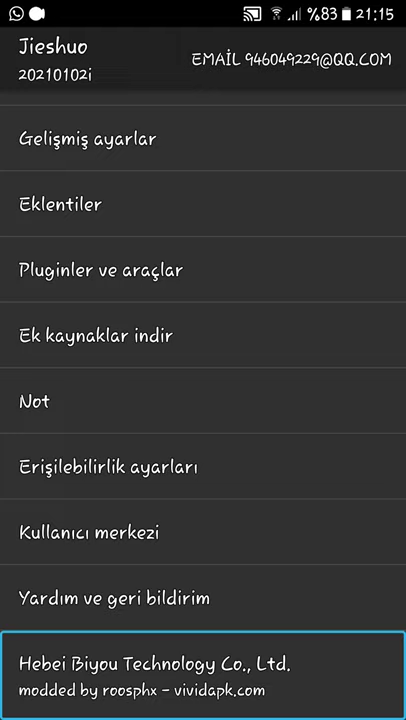 %83 21:15
Jieshuo
EMAİL 946049229@QQ.COM
20210102i
Gelişmiş ayarlar
Eklentiler
Pluginler ve araçlar
Ek kaynaklar indir
Not
Erişilebilirlik ayarları
Kullanıcı merkezi
Yardım ve geri bildirim
Hebei Biyou Technology Co., Ltd.
modded by roosphx - vividapk.com